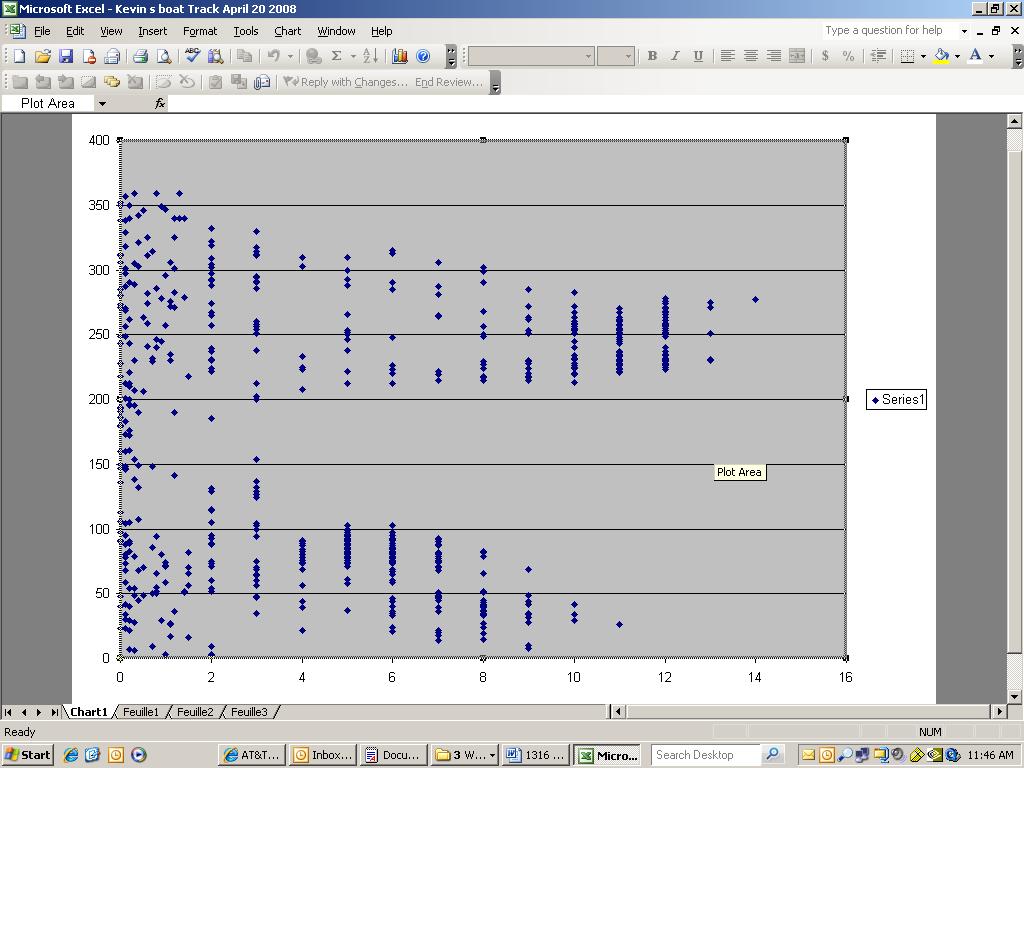 Microsoft Excel - Kevin s boat Track April 20 2008
File Edit View Insert Format Tools Chart Window Help
Type a question for help
Reply with Changes... End Review...
Plot Area
fx
400
350
300
250
200
150
100
50
0
0 2 4 6 8 10 12 14 16
Series1
Plot Area
Chart1 Feuille1 Feuille2 Feuille3
Ready
NUM
Start
AT&T... Inbox... Docu... 3 W... 1316 ... Micro...
Search Desktop
11:46 AM